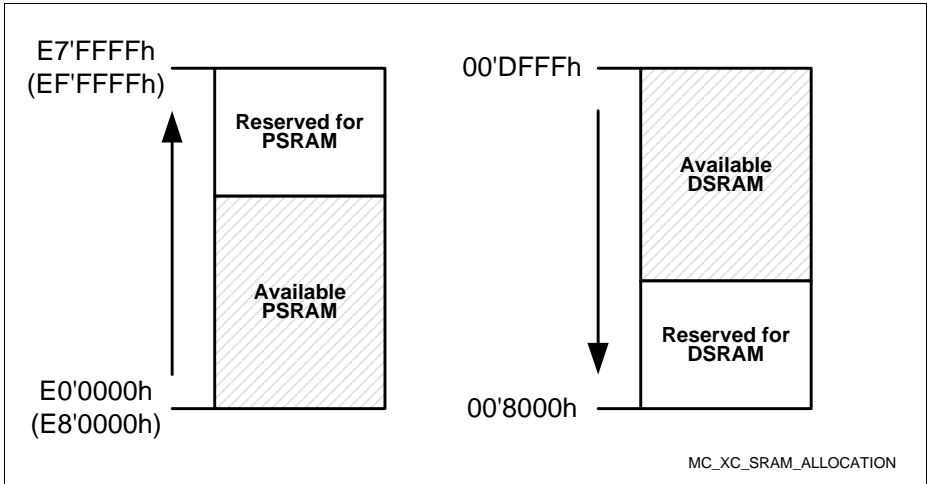 E7'FFFFh
(EF'FFFFh)
Reserved for
PSRAM
Available
PSRAM
E0'0000h
(E8'0000h)
00'DFFFh
Available
DSRAM
Reserved for
DSRAM
00'8000h
MC_XC_SRAM_ALLOCATION